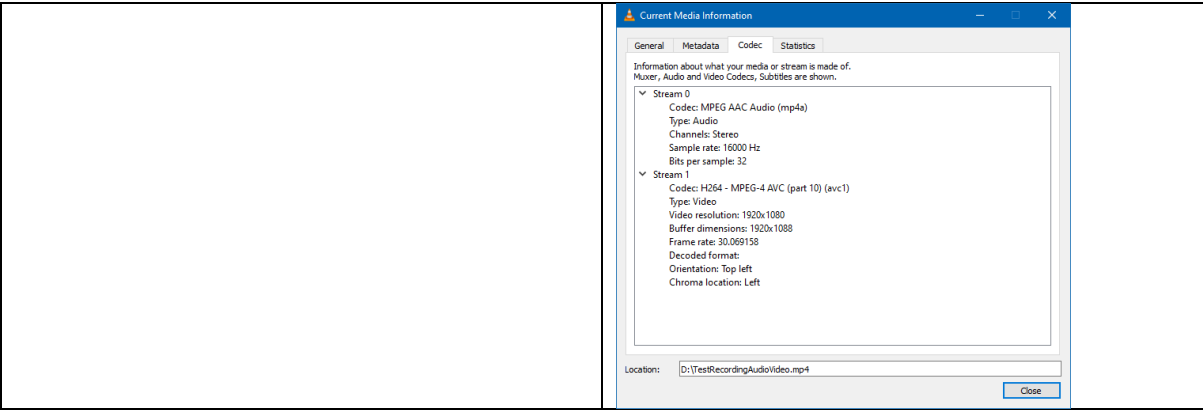 Current Media Information
General Metadata Codec Statistics
Information about what your media or stream is made of.
Muxer, Audio and Video Codecs, Subtitles are shown.
Stream 0
Codec: MPEG AAC Audio (mp4a)
Type: Audio
Channels: Stereo
Sample rate: 16000 Hz
Bits per sample: 32
Stream 1
Codec: H264 - MPEG-4 AVC (part 10) (avc1)
Type: Video
Video resolution: 1920x1080
Buffer dimensions: 1920x1088
Frame rate: 30.069158
Decoded format:
Orientation: Top left
Chroma location: Left
Location: D:\TestRecordingAudioVideo.mp4
Close